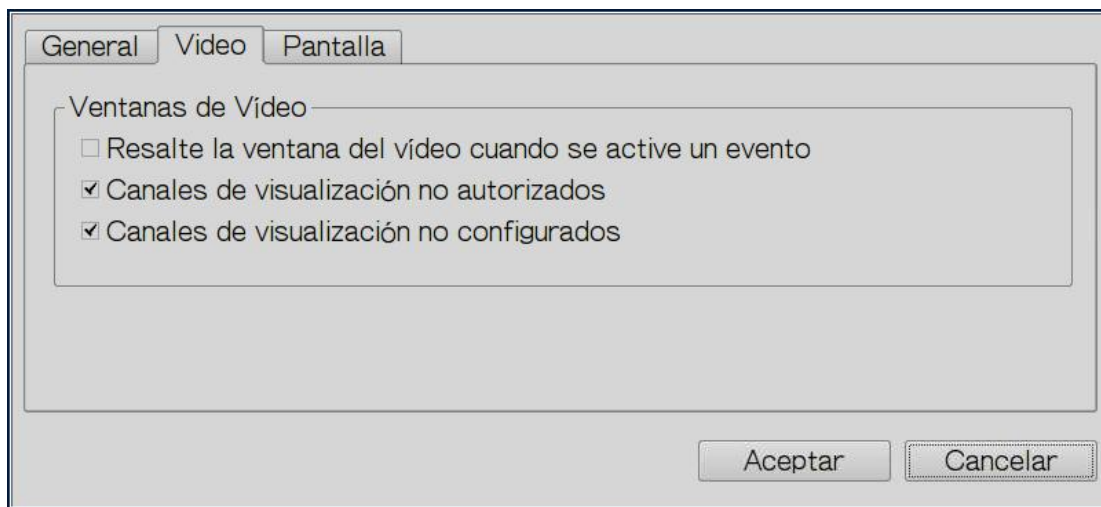 General Video Pantalla
Ventanas de Vídeo
Resalte la ventana del vídeo cuando se active un evento
Canales de visualización no autorizados
Canales de visualización no configurados
Aceptar Cancelar